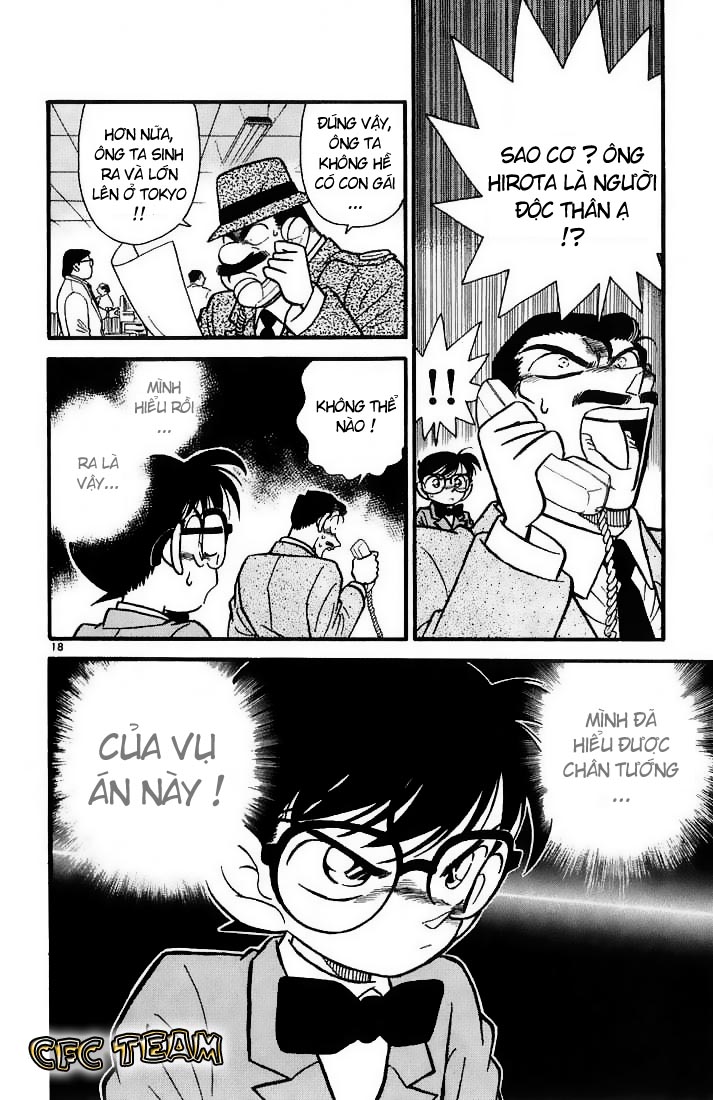 SAO CƠ ? ÔNG
HIROTA LÀ NGƯỜI
ĐỘC THÂN Ạ
!?
!!
ĐÚNG VẬY,
ÔNG TA
KHÔNG HỀ
CÓ CON GÁI
...
HƠN NỮA,
ÔNG TA SINH
RA VÀ LỚN
LÊN Ở TOKYO
!!
KHÔNG THỂ
NÀO !
MÌNH
HIỂU RỒI
...
RA LÀ
VẬY...
18
MÌNH ĐÃ
HIỂU ĐƯỢC
CHÂN TƯỚNG
...
CỦA VỤ
ÁN NÀY !
CFC TEAM